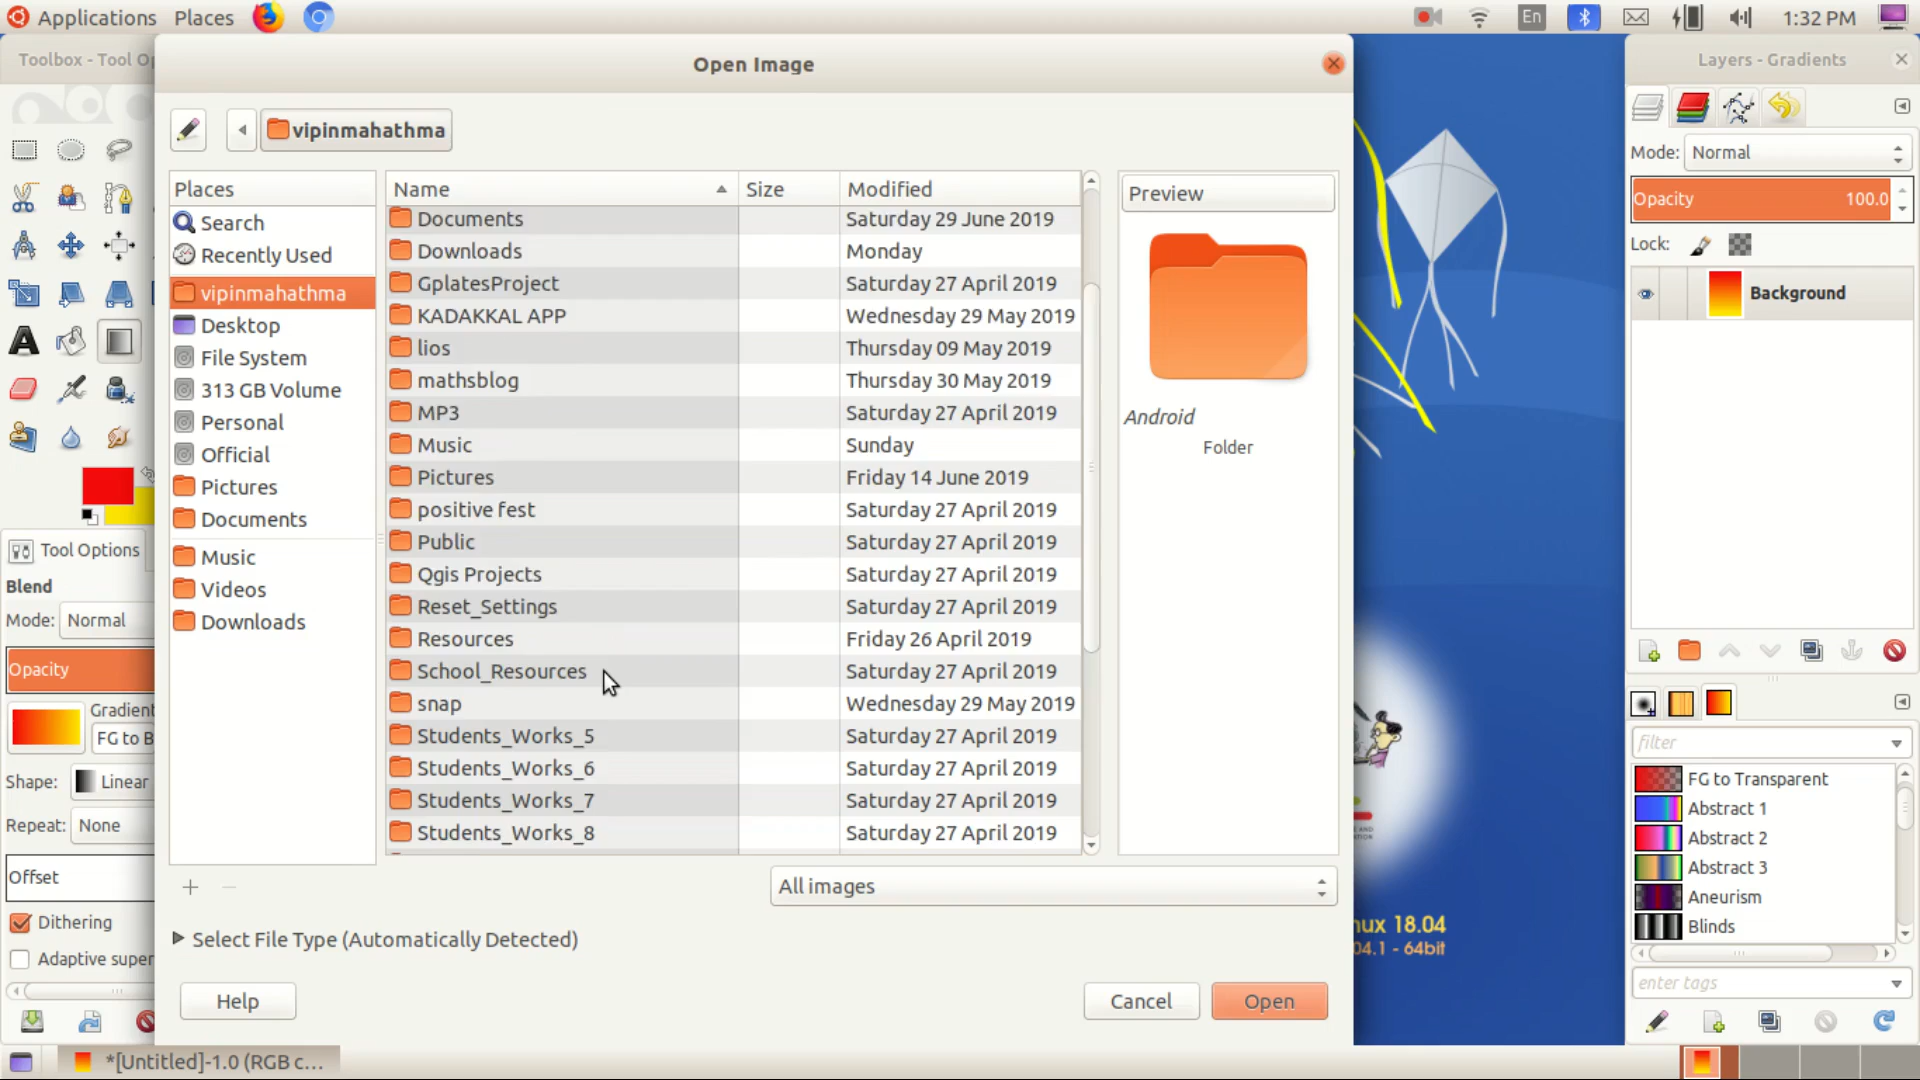 Applications Places En 1:32 PM
Toolbox - Tool Op
Open Image
Layers - Gradients
vipinmahathma
Mode: Normal
Opacity 100.0
Lock:
Background
Places
Search
Recently Used
vipinmahathma
Desktop
File System
313 GB Volume
Personal
Official
Pictures
Documents
Music
Videos
Downloads
Name Size Modified
Documents Saturday 29 June 2019
Downloads Monday
GplatesProject Saturday 27 April 2019
KADAKKAL APP Wednesday 29 May 2019
lios Thursday 09 May 2019
mathsblog Thursday 30 May 2019
MP3 Saturday 27 April 2019
Music Sunday
Pictures Friday 14 June 2019
positive fest Saturday 27 April 2019
Public Saturday 27 April 2019
Qgis Projects Saturday 27 April 2019
Reset_Settings Saturday 27 April 2019
Resources Friday 26 April 2019
School_Resources Saturday 27 April 2019
snap Wednesday 29 May 2019
Students_Works_5 Saturday 27 April 2019
Students_Works_6 Saturday 27 April 2019
Students_Works_7 Saturday 27 April 2019
Students_Works_8 Saturday 27 April 2019
Preview
Android
Folder
All images
Select File Type (Automatically Detected)
Help Cancel Open
Tool Options
Blend
Mode: Normal
Opacity
Gradient
FG to B
Shape: Linear
Repeat: None
Offset
Dithering
Adaptive super
nux 18.04
04.1 - 64bit
filter
FG to Transparent
Abstract 1
Abstract 2
Abstract 3
Aneurism
Blinds
enter tags
*[Untitled]-1.0 (RGB c...